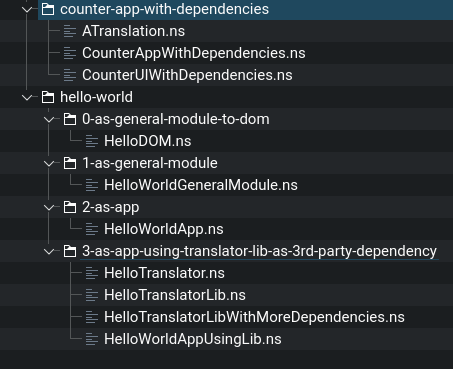 counter-app-with-dependencies
ATranslation.ns
CounterAppWithDependencies.ns
CounterUIWithDependencies.ns
hello-world
0-as-general-module-to-dom
HelloDOM.ns
1-as-general-module
HelloWorldGeneralModule.ns
2-as-app
HelloWorldApp.ns
3-as-app-using-translator-lib-as-3rd-party-dependency
HelloTranslator.ns
HelloTranslatorLib.ns
HelloTranslatorLibWithMoreDependencies.ns
HelloWorldAppUsingLib.ns